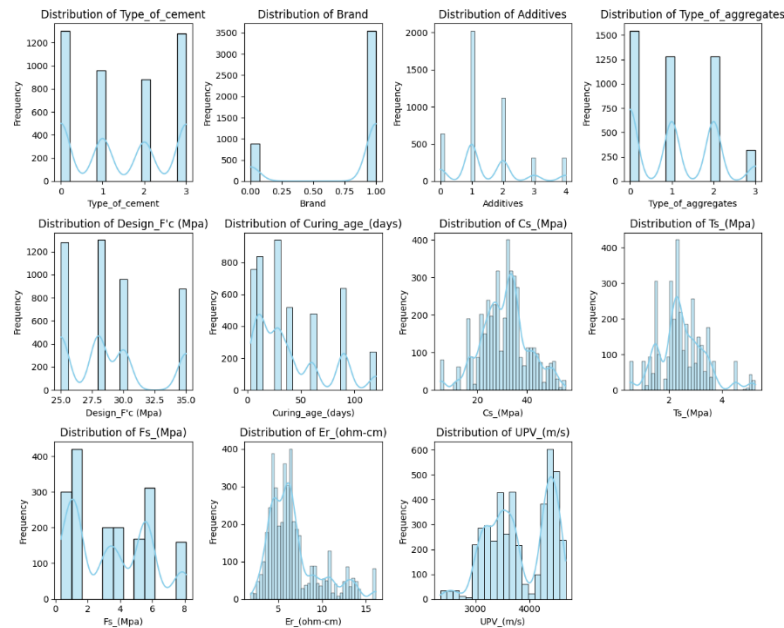 Distribution of Type_of_cement
Frequency
1200
1000
800
600
400
200
0
0 1 2 3
Type_of_cement
Distribution of Brand
Frequency
3500
3000
2500
2000
1500
1000
500
0
0.00 0.25 0.50 0.75 1.00
Brand
Distribution of Additives
Frequency
2000
1500
1000
500
0
0 1 2 3 4
Additives
Distribution of Type_of_aggregates
Frequency
1500
1250
1000
750
500
250
0
0 1 2 3
Type_of_aggregates
Distribution of Design_F'c (Mpa)
Frequency
1200
1000
800
600
400
200
0
25.0 27.5 30.0 32.5 35.0
Design_F'c (Mpa)
Distribution of Curing_age_(days)
Frequency
800
600
400
200
0
0 50 100
Curing_age_(days)
Distribution of Cs_(Mpa)
Frequency
400
300
200
100
0
20 40
Cs_(Mpa)
Distribution of Ts_(Mpa)
Frequency
400
300
200
100
0
2 4
Ts_(Mpa)
Distribution of Fs_(Mpa)
Frequency
400
300
200
100
0
0 2 4 6 8
Fs_(Mpa)
Distribution of Er_(ohm-cm)
Frequency
400
300
200
100
0
5 10 15
Er_(ohm-cm)
Distribution of UPV_(m/s)
Frequency
600
500
400
300
200
100
0
3000 4000
UPV_(m/s)